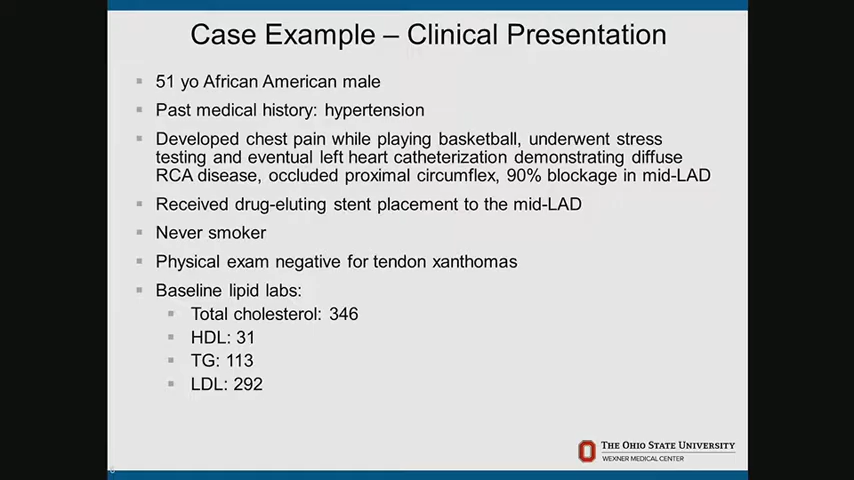 Case Example – Clinical Presentation
51 yo African American male
Past medical history: hypertension
Developed chest pain while playing basketball, underwent stress
testing and eventual left heart catheterization demonstrating diffuse
RCA disease, occluded proximal circumflex, 90% blockage in mid-LAD
Received drug-eluting stent placement to the mid-LAD
Never smoker
Physical exam negative for tendon xanthomas
Baseline lipid labs:
Total cholesterol: 346
HDL: 31
TG: 113
LDL: 292
THE OHIO STATE UNIVERSITY
WEXNER MEDICAL CENTER